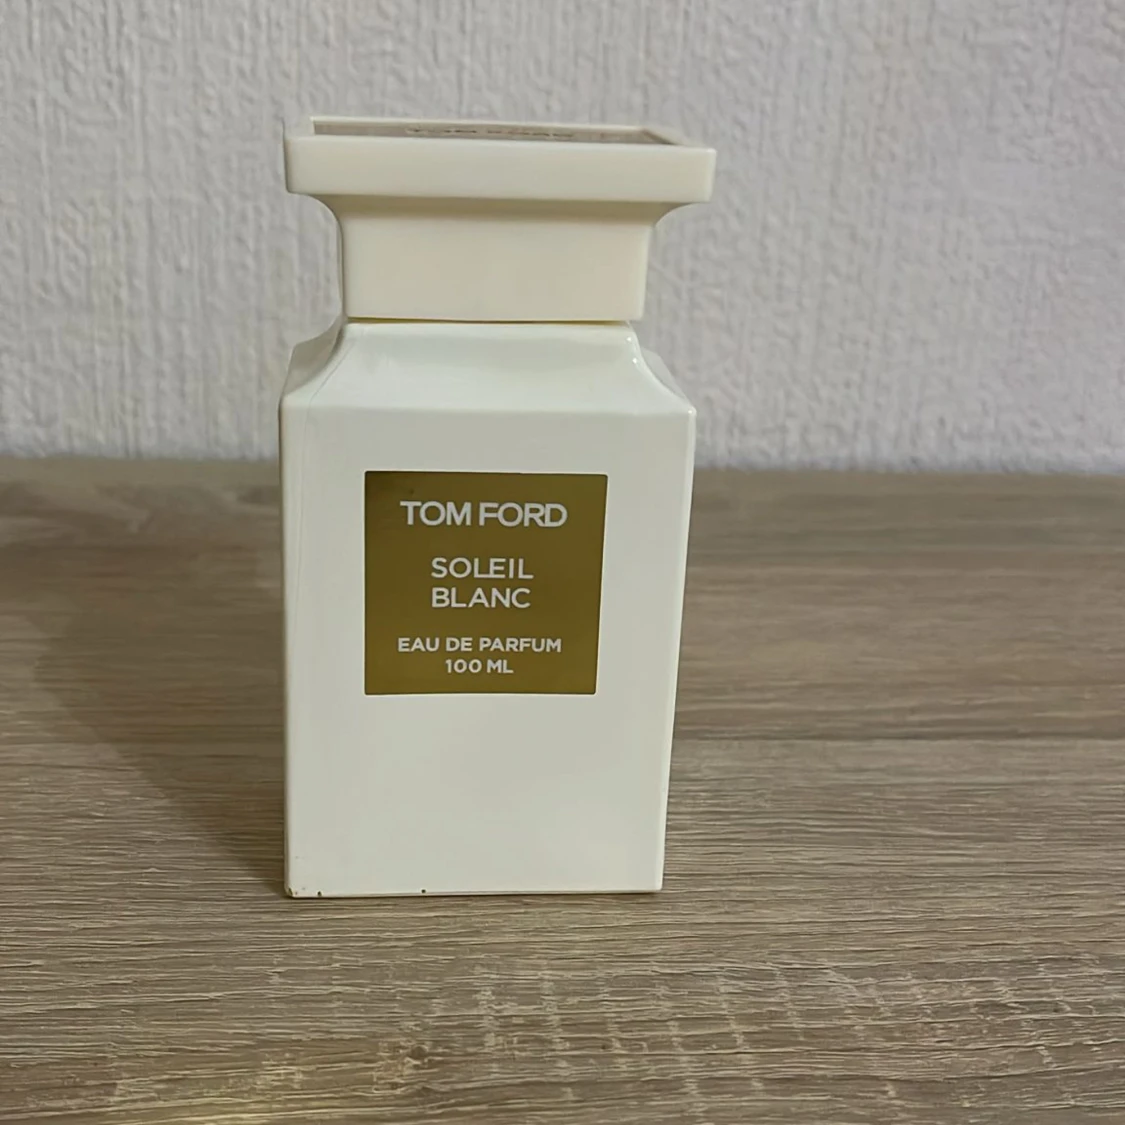 TOM FORD
SOLEIL
BLANC
EAU DE PARFUM
100 ML